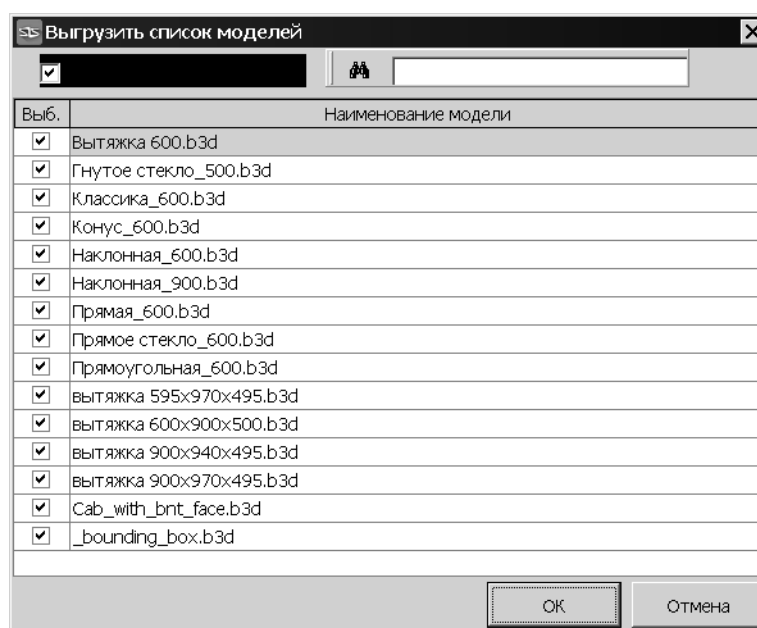 Выгрузить список моделей
Выб. Наименование модели
Вытяжка 600.b3d
Гнутое стекло_500.b3d
Классика_600.b3d
Конус_600.b3d
Наклонная_600.b3d
Наклонная_900.b3d
Прямая_600.b3d
Прямое стекло_600.b3d
Прямоугольная_600.b3d
вытяжка 595x970x495.b3d
вытяжка 600x900x500.b3d
вытяжка 900x940x495.b3d
вытяжка 900x970x495.b3d
Cab_with_bnt_face.b3d
_bounding_box.b3d
ОК Отмена